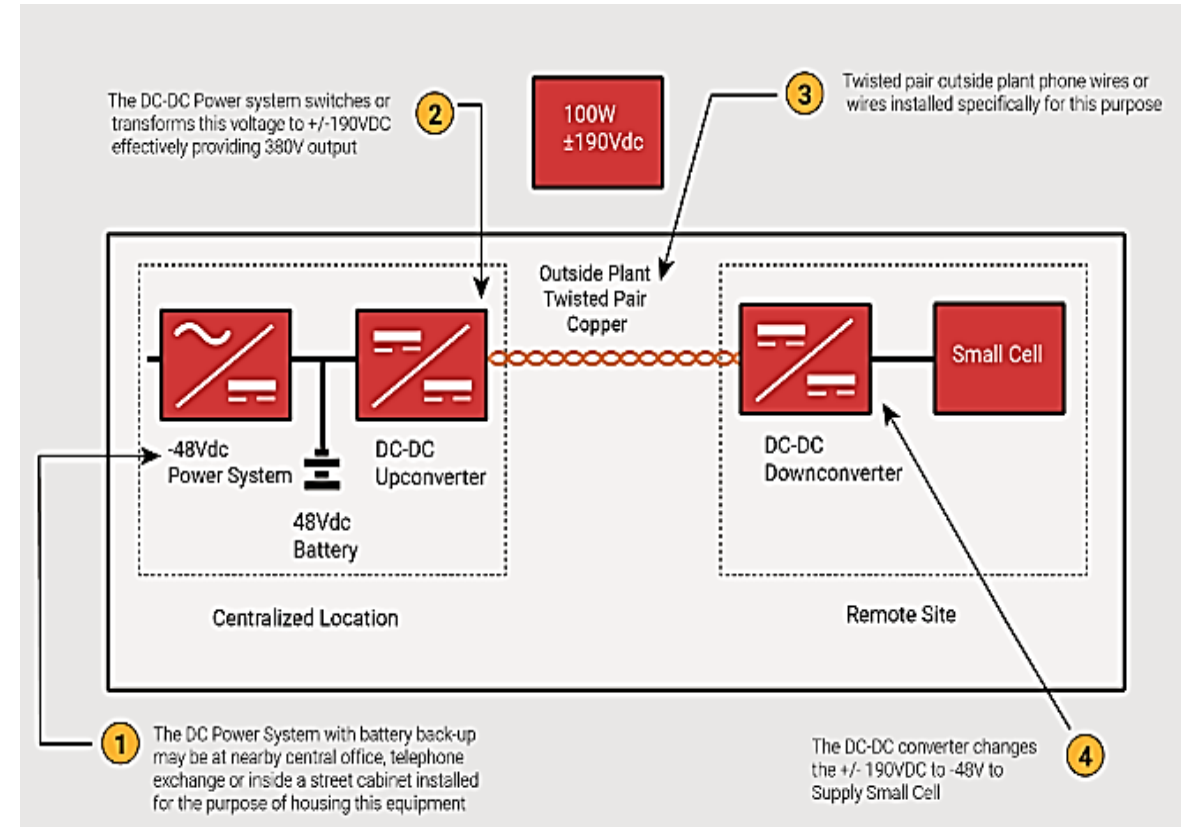 The DC-DC Power system switches or
transforms this voltage to +/-190VDC
effectively providing 380V output
2
100W
±190Vdc
3
Twisted pair outside plant phone wires or
wires installed specifically for this purpose
Outside Plant
Twisted Pair
Copper
Small Cell
-48Vdc
Power System
DC-DC
Upconverter
48Vdc
Battery
DC-DC
Downconverter
Centralized Location
Remote Site
1
The DC Power System with battery back-up
may be at nearby central office, telephone
exchange or inside a street cabinet installed
for the purpose of housing this equipment
The DC-DC converter changes
the +/- 190VDC to -48V to
Supply Small Cell
4